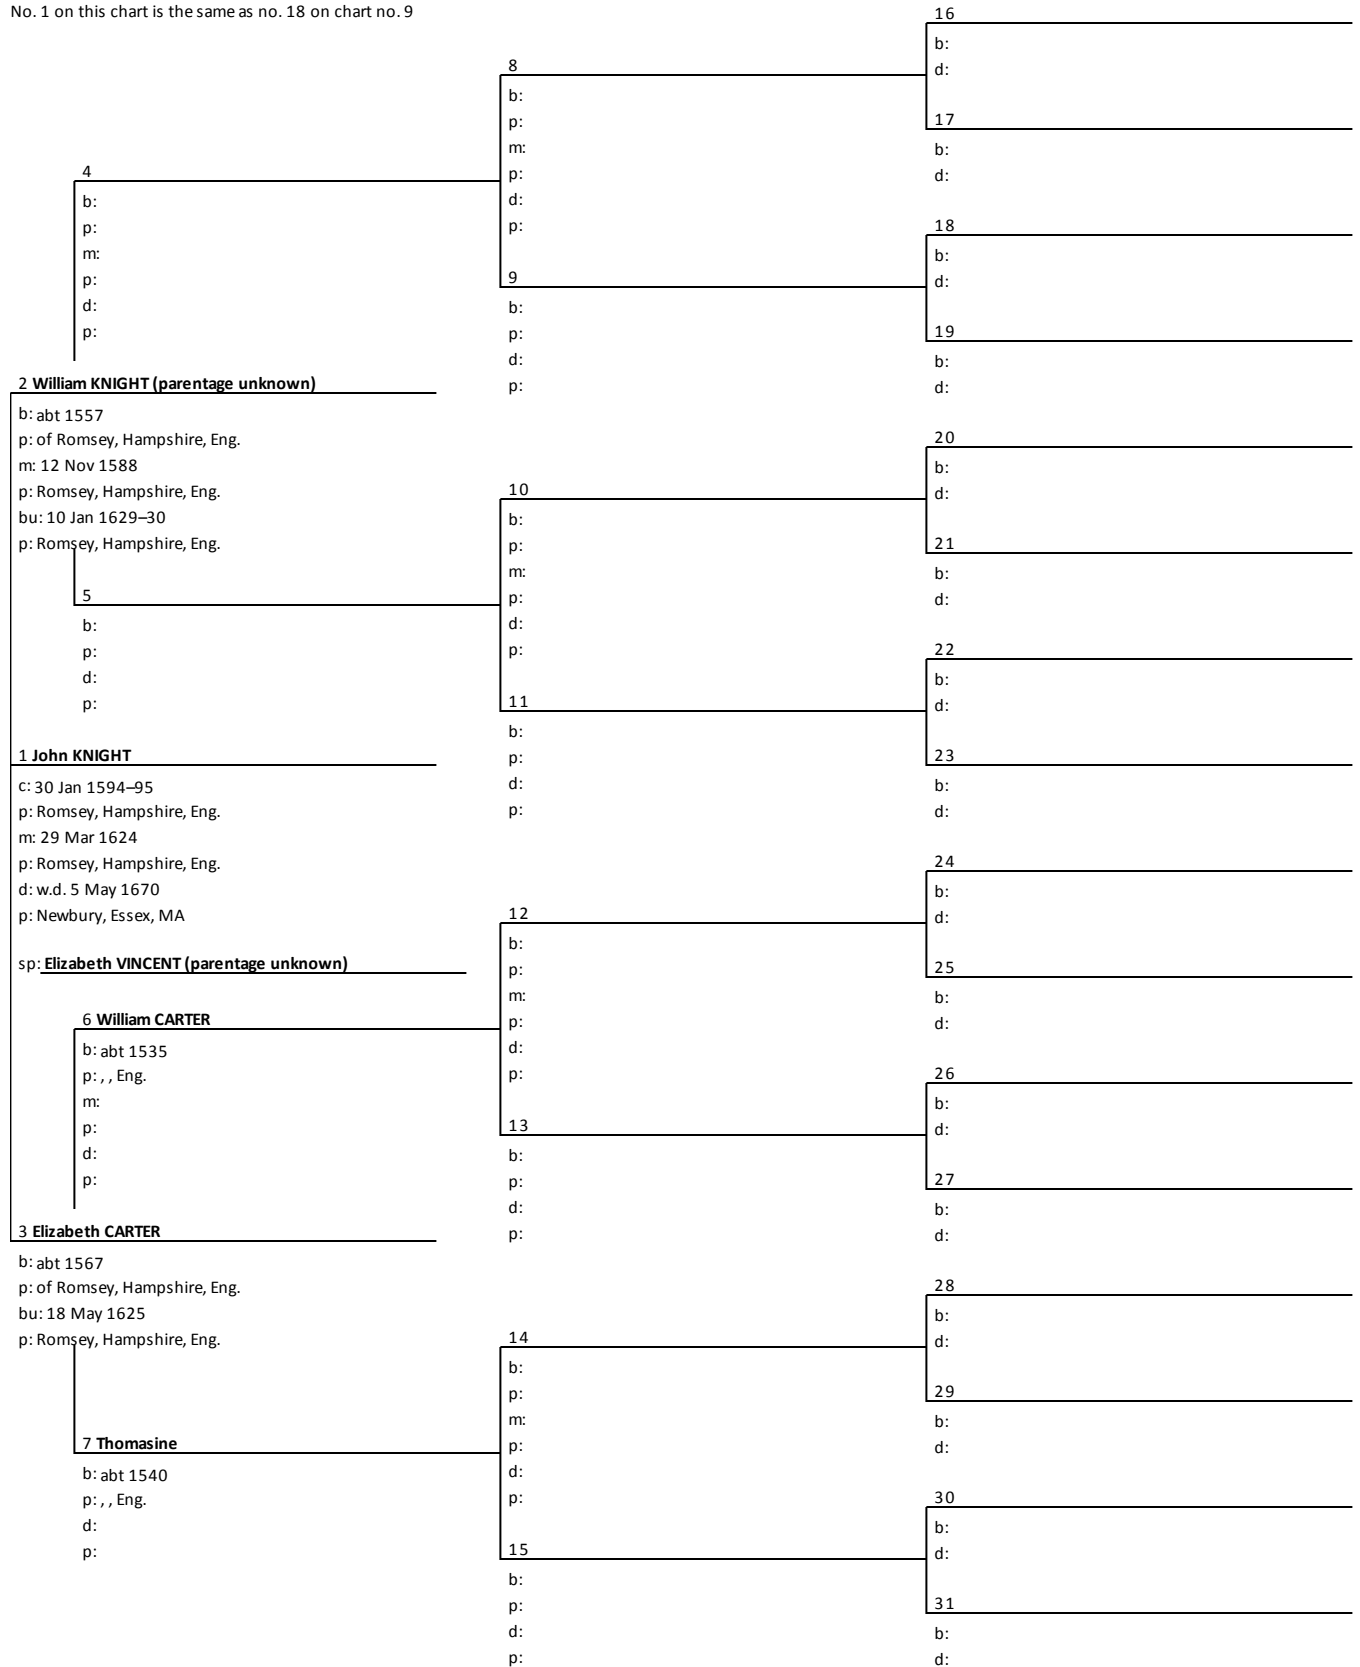 No. 1 on this chart is the same as no. 18 on chart no. 9
4
b:
p:
m:
p:
d:
p:
2 William KNIGHT (parentage unknown)
b: abt 1557
p: of Romsey, Hampshire, Eng.
m: 12 Nov 1588
p: Romsey, Hampshire, Eng.
bu: 10 Jan 1629–30
p: Romsey, Hampshire, Eng.
5
b:
p:
d:
p:
1 John KNIGHT
c: 30 Jan 1594–95
p: Romsey, Hampshire, Eng.
m: 29 Mar 1624
p: Romsey, Hampshire, Eng.
d: w.d. 5 May 1670
p: Newbury, Essex, MA
sp: Elizabeth VINCENT (parentage unknown)
6 William CARTER
b: abt 1535
p: , , Eng.
m:
p:
d:
p:
3 Elizabeth CARTER
b: abt 1567
p: of Romsey, Hampshire, Eng.
bu: 18 May 1625
p: Romsey, Hampshire, Eng.
7 Thomasine
b: abt 1540
p: , , Eng.
d:
p:
8
b:
p:
m:
p:
d:
p:
9
b:
p:
d:
p:
10
b:
p:
m:
p:
d:
p:
11
b:
p:
d:
p:
12
b:
p:
m:
p:
d:
p:
13
b:
p:
d:
p:
14
b:
p:
m:
p:
d:
p:
15
b:
p:
d:
p:
16
b:
d:
17
b:
d:
18
b:
d:
19
b:
d:
20
b:
d:
21
b:
d:
22
b:
d:
23
b:
d:
24
b:
d:
25
b:
d:
26
b:
d:
27
b:
d:
28
b:
d:
29
b:
d:
30
b:
d:
31
b:
d: